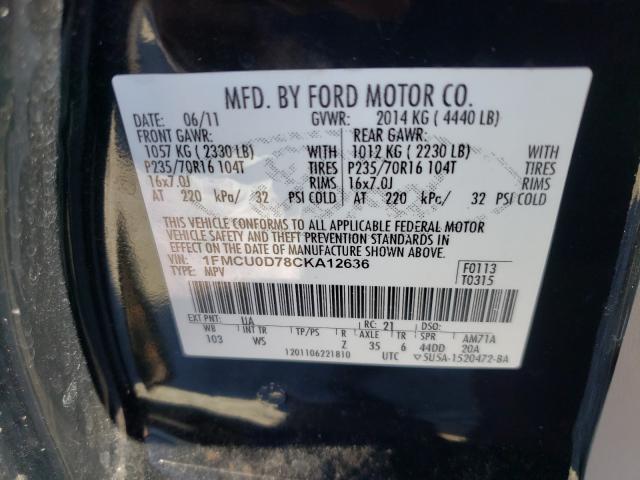 MFD. BY FORD MOTOR CO.
DATE: 06/11 GVWR: 2014 KG ( 4440 LB)
FRONT GAWR: REAR GAWR:
1057 KG ( 2330 LB) WITH 1012 KG ( 2230 LB) WITH
P235/70R16 104T TIRES P235/70R16 104T TIRES
16x7.0J RIMS 16x7.0J RIMS
AT 220 kPa/ 32 PSI COLD AT 220 kPa/ 32 PSI COLD
THIS VEHICLE CONFORMS TO ALL APPLICABLE FEDERAL MOTOR
VEHICLE SAFETY AND THEFT PREVENTION STANDARDS IN
EFFECT ON THE DATE OF MANUFACTURE SHOWN ABOVE.
VIN: 1FMCU0D78CKA12636 F0113
TYPE: MPV T0315
EXT PNT: UA RC: 21 DSO:
WB INT TR TP/PS R AXLE TR SPR AM71A
103 WS Z 35 6 44DD 20A
1201106221810 UTC 5U5A-1520472-BA